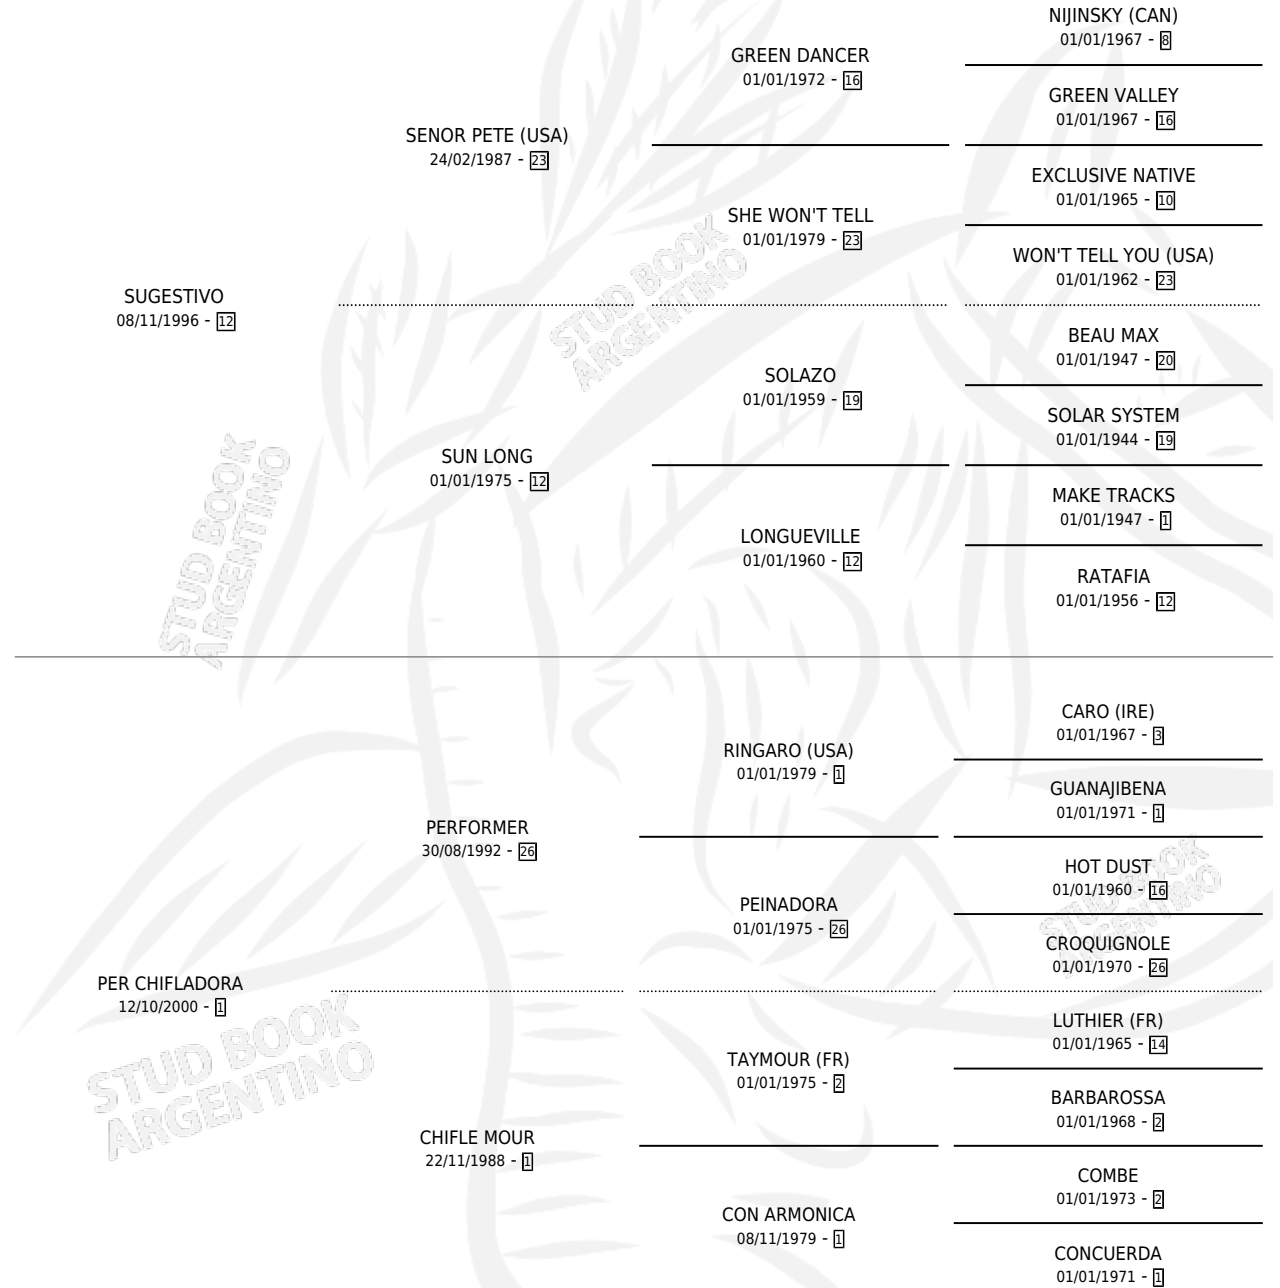 NIJINSKY (CAN)
01/01/1967 - 8
GREEN DANCER
01/01/1972 - 16
GREEN VALLEY
01/01/1967 - 16
SENOR PETE (USA)
24/02/1987 - 23
EXCLUSIVE NATIVE
01/01/1965 - 10
SHE WON'T TELL
01/01/1979 - 23
WON'T TELL YOU (USA)
01/01/1962 - 23
SUGESTIVO
08/11/1996 - 12
BEAU MAX
01/01/1947 - 20
SOLAZO
01/01/1959 - 19
SOLAR SYSTEM
01/01/1944 - 19
SUN LONG
01/01/1975 - 12
MAKE TRACKS
01/01/1947 - 1
LONGUEVILLE
01/01/1960 - 12
RATAFIA
01/01/1956 - 12
CARO (IRE)
01/01/1967 - 3
RINGARO (USA)
01/01/1979 - 1
GUANAJIBENA
01/01/1971 - 1
PERFORMER
30/08/1992 - 26
HOT DUST
01/01/1960 - 16
PEINADORA
01/01/1975 - 26
CROQUIGNOLE
01/01/1970 - 26
PER CHIFLADORA
12/10/2000 - 1
LUTHIER (FR)
01/01/1965 - 14
TAYMOUR (FR)
01/01/1975 - 2
BARBAROSSA
01/01/1968 - 2
CHIFLE MOUR
22/11/1988 - 1
COMBE
01/01/1973 - 2
CON ARMONICA
08/11/1979 - 1
CONCUERDA
01/01/1971 - 1
STUD BOOK
ARGENTINO
STUD BOOK
ARGENTINO
STUD BOOK
ARGENTINO
STUD BOOK
ARGENTINO